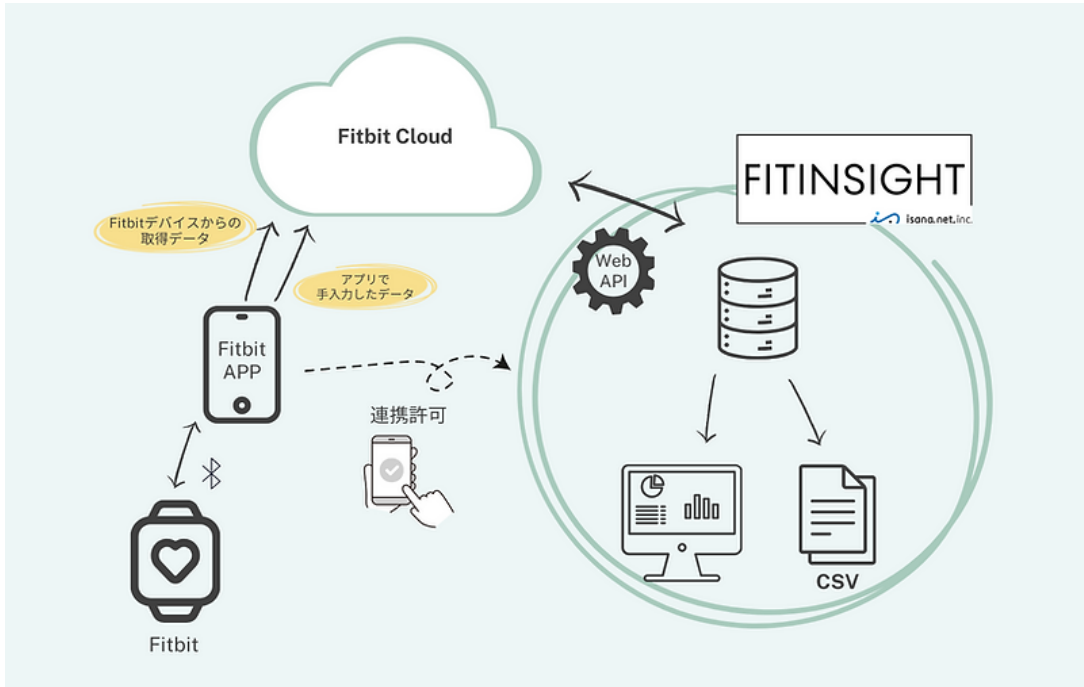 Fitbit Cloud
FITINSIGHT
isana.net.inc.
Fitbitデバイスからの
取得データ
アプリで
手入力したデータ
Web
API
Fitbit
APP
連携許可
CSV
Fitbit